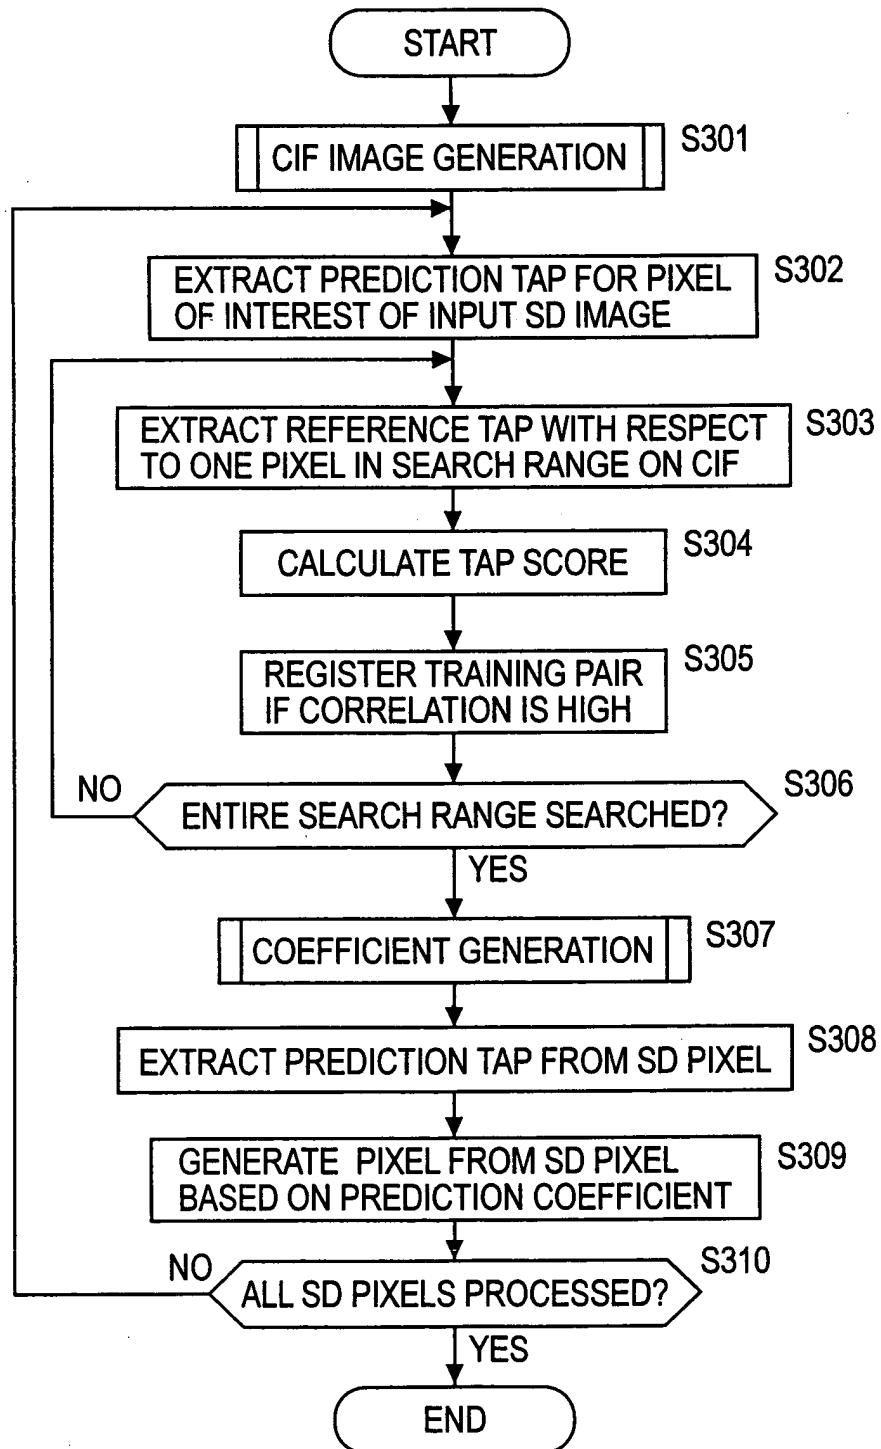 START
CIF IMAGE GENERATION
S301
EXTRACT PREDICTION TAP FOR PIXEL
OF INTEREST OF INPUT SD IMAGE
S302
EXTRACT REFERENCE TAP WITH RESPECT
TO ONE PIXEL IN SEARCH RANGE ON CIF
S303
CALCULATE TAP SCORE
S304
REGISTER TRAINING PAIR
IF CORRELATION IS HIGH
S305
NO
ENTIRE SEARCH RANGE SEARCHED?
S306
YES
COEFFICIENT GENERATION
S307
EXTRACT PREDICTION TAP FROM SD PIXEL
S308
GENERATE PIXEL FROM SD PIXEL
BASED ON PREDICTION COEFFICIENT
S309
NO
ALL SD PIXELS PROCESSED?
S310
YES
END